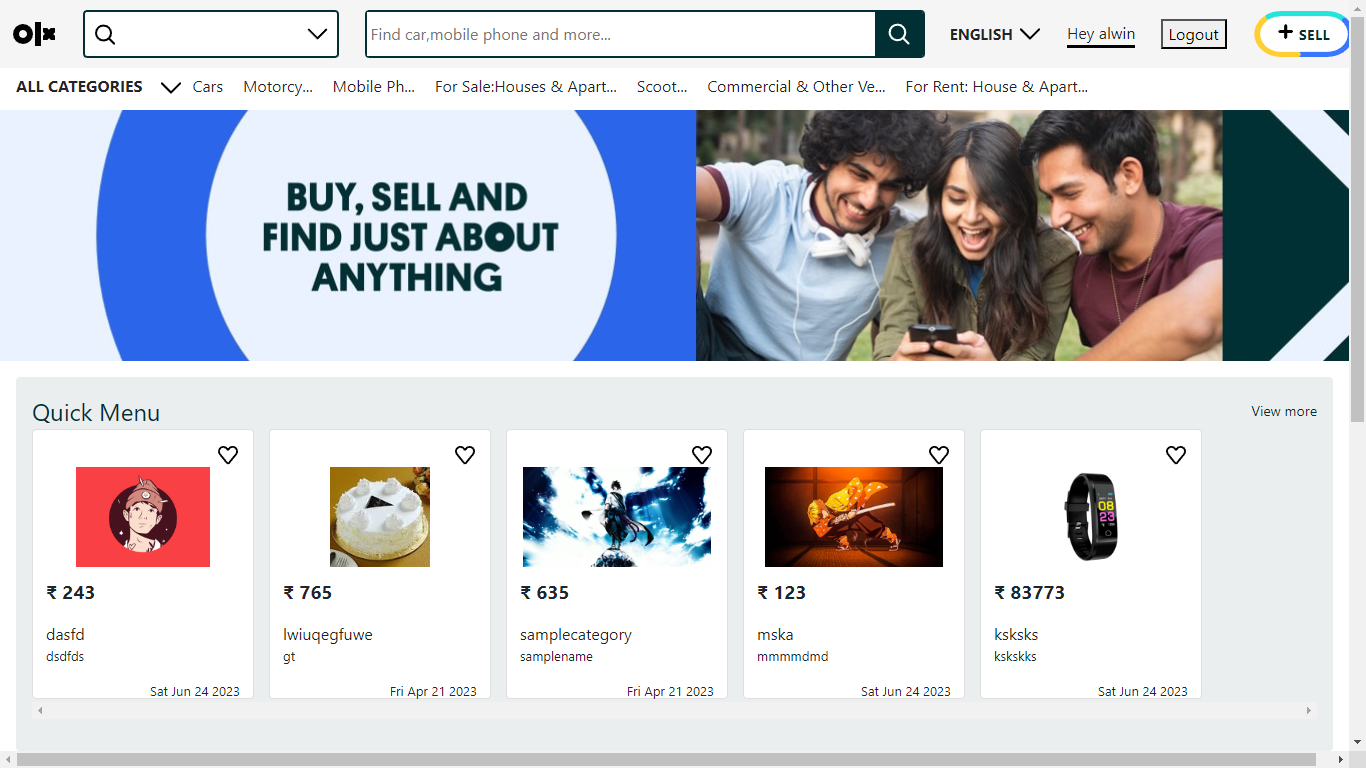 olx
Find car,mobile phone and more...
ENGLISH
Hey alwin
Logout
+ SELL
ALL CATEGORIES
Cars
Motorcy...
Mobile Ph...
For Sale:Houses & Apart...
Scoot...
Commercial & Other Ve...
For Rent: House & Apart...
BUY, SELL AND
FIND JUST ABOUT
ANYTHING
Quick Menu
View more
₹ 243
dasfd
dsdfds
Sat Jun 24 2023
₹ 765
lwiuqegfuwe
gt
Fri Apr 21 2023
₹ 635
samplecategory
samplename
Fri Apr 21 2023
₹ 123
mska
mmmmdmd
Sat Jun 24 2023
₹ 83773
ksksks
kskskks
Sat Jun 24 2023
08
23